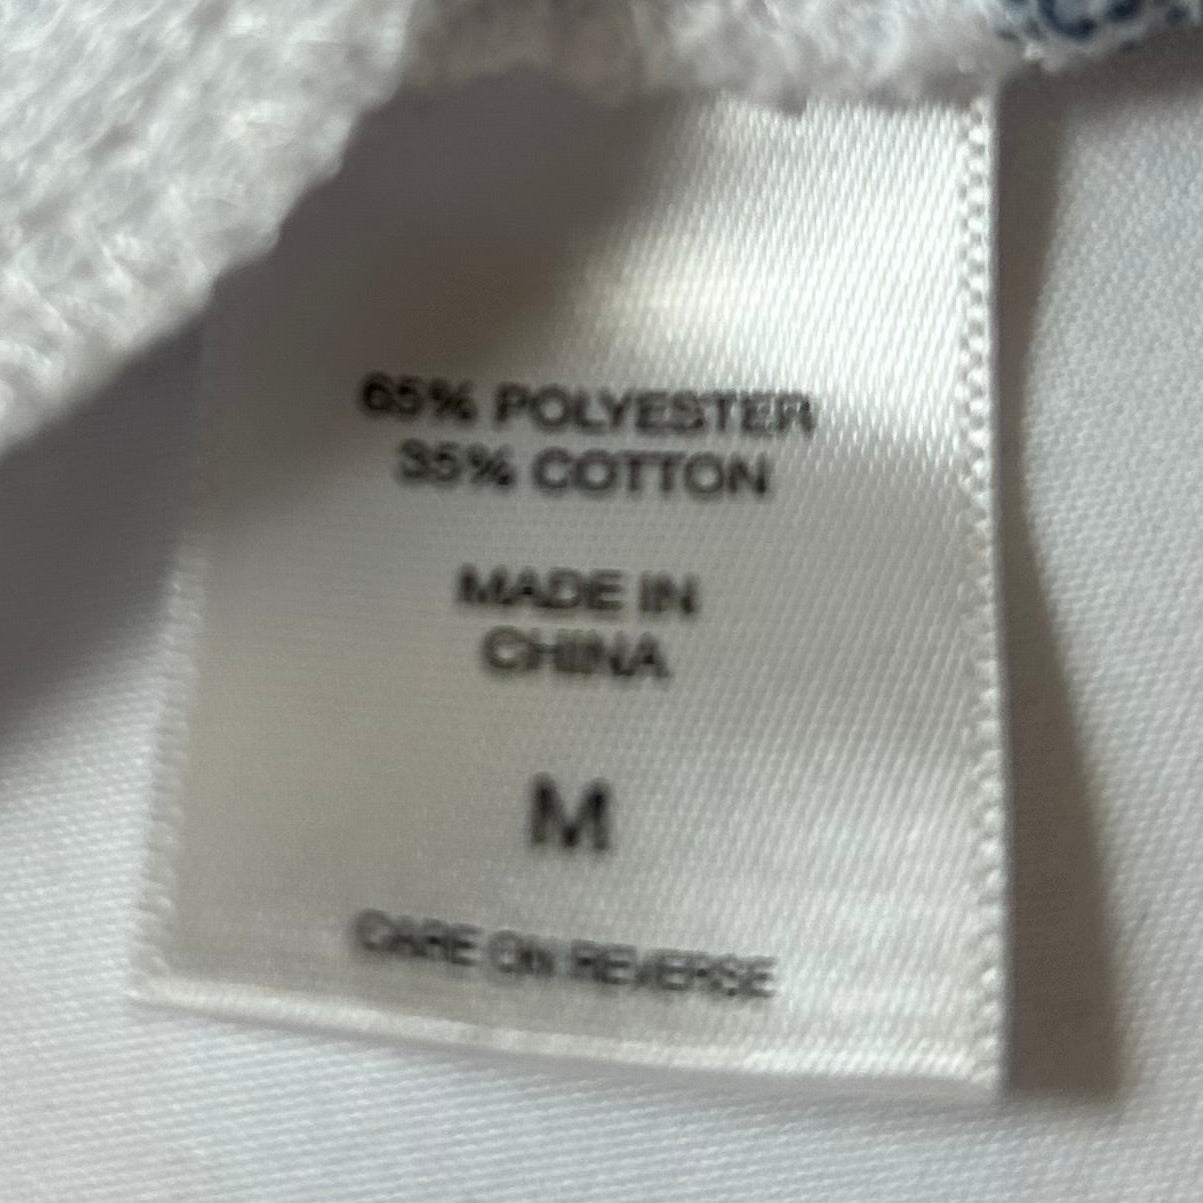 65% POLYESTER
35% COTTON
MADE IN
CHINA
M
CARE ON REVERSE